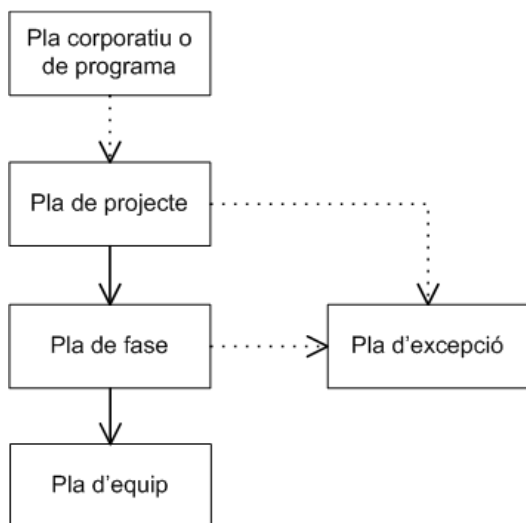 Pla corporatiu o
de programa
Pla de projecte
Pla de fase
Pla d'excepció
Pla d'equip